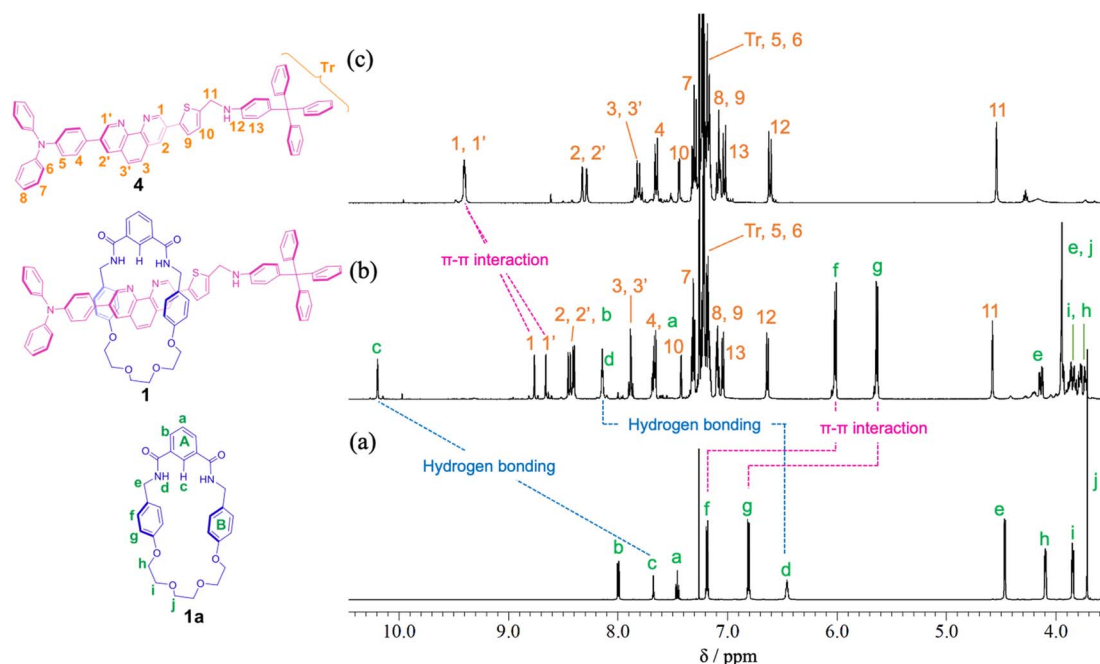 (c)
Tr
1'
1
11
S
N
N
N
N
H
12
13
10
9
2
2'
3'
3
5
4
6
7
8
4
1, 1'
2, 2'
3, 3'
4
10
7
Tr, 5, 6
8, 9
13
12
11
π-π interaction
(b)
O
O
H
NH
HN
S
N
N
N
N
H
O
O
O
O
1
c
1
1'
2, 2',
3, 3'
b
d
4,
a
10
7
Tr, 5, 6
8, 9
13
12
f
g
11
e
e, j
i, h
Hydrogen bonding
π-π interaction
(a)
Hydrogen bonding
a
b
A
O
O
H
NH
HN
d
c
e
f
g
B
O
O
h
i
O
O
j
1a
b
c
a
f
g
d
e
h
i
j
10.0
9.0
8.0
7.0
6.0
5.0
4.0
δ / ppm